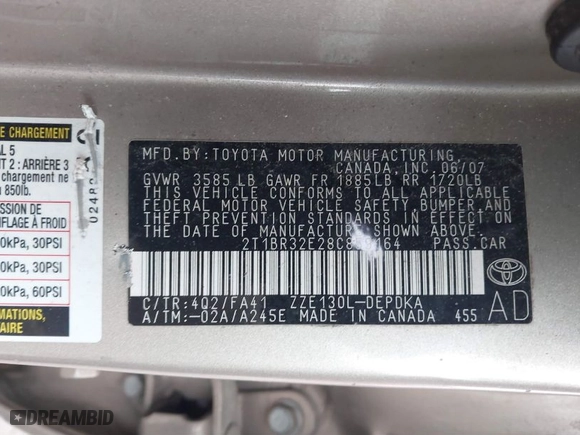 E CHARGEMENT
AL 5
T 2 : ARRIÈRE 3
chargement ne
a 850lb.
ESSION DE
FLAGE À FROID
0kPa, 30PSI
0kPa, 30PSI
0kPa, 60PSI
MATIONS,
AIRE
MFD.BY: TOYOTA MOTOR MANUFACTURING,
CANADA, INC. 06/07
GVWR 3585 LB GAWR FR 1885LB RR 1720LB
THIS VEHICLE CONFORMS TO ALL APPLICABLE
FEDERAL MOTOR VEHICLE SAFETY, BUMPER, AND
THEFT PREVENTION STANDARDS IN EFFECT ON
THE DATE OF MANUFACTURE SHOWN ABOVE.
PASS.CAR
C/TR:4Q2/FA41 ZZE130L-DEPDKA
A/TM:-02A/A245E MADE IN CANADA 455
TOYOTA
AD
DREAMBID